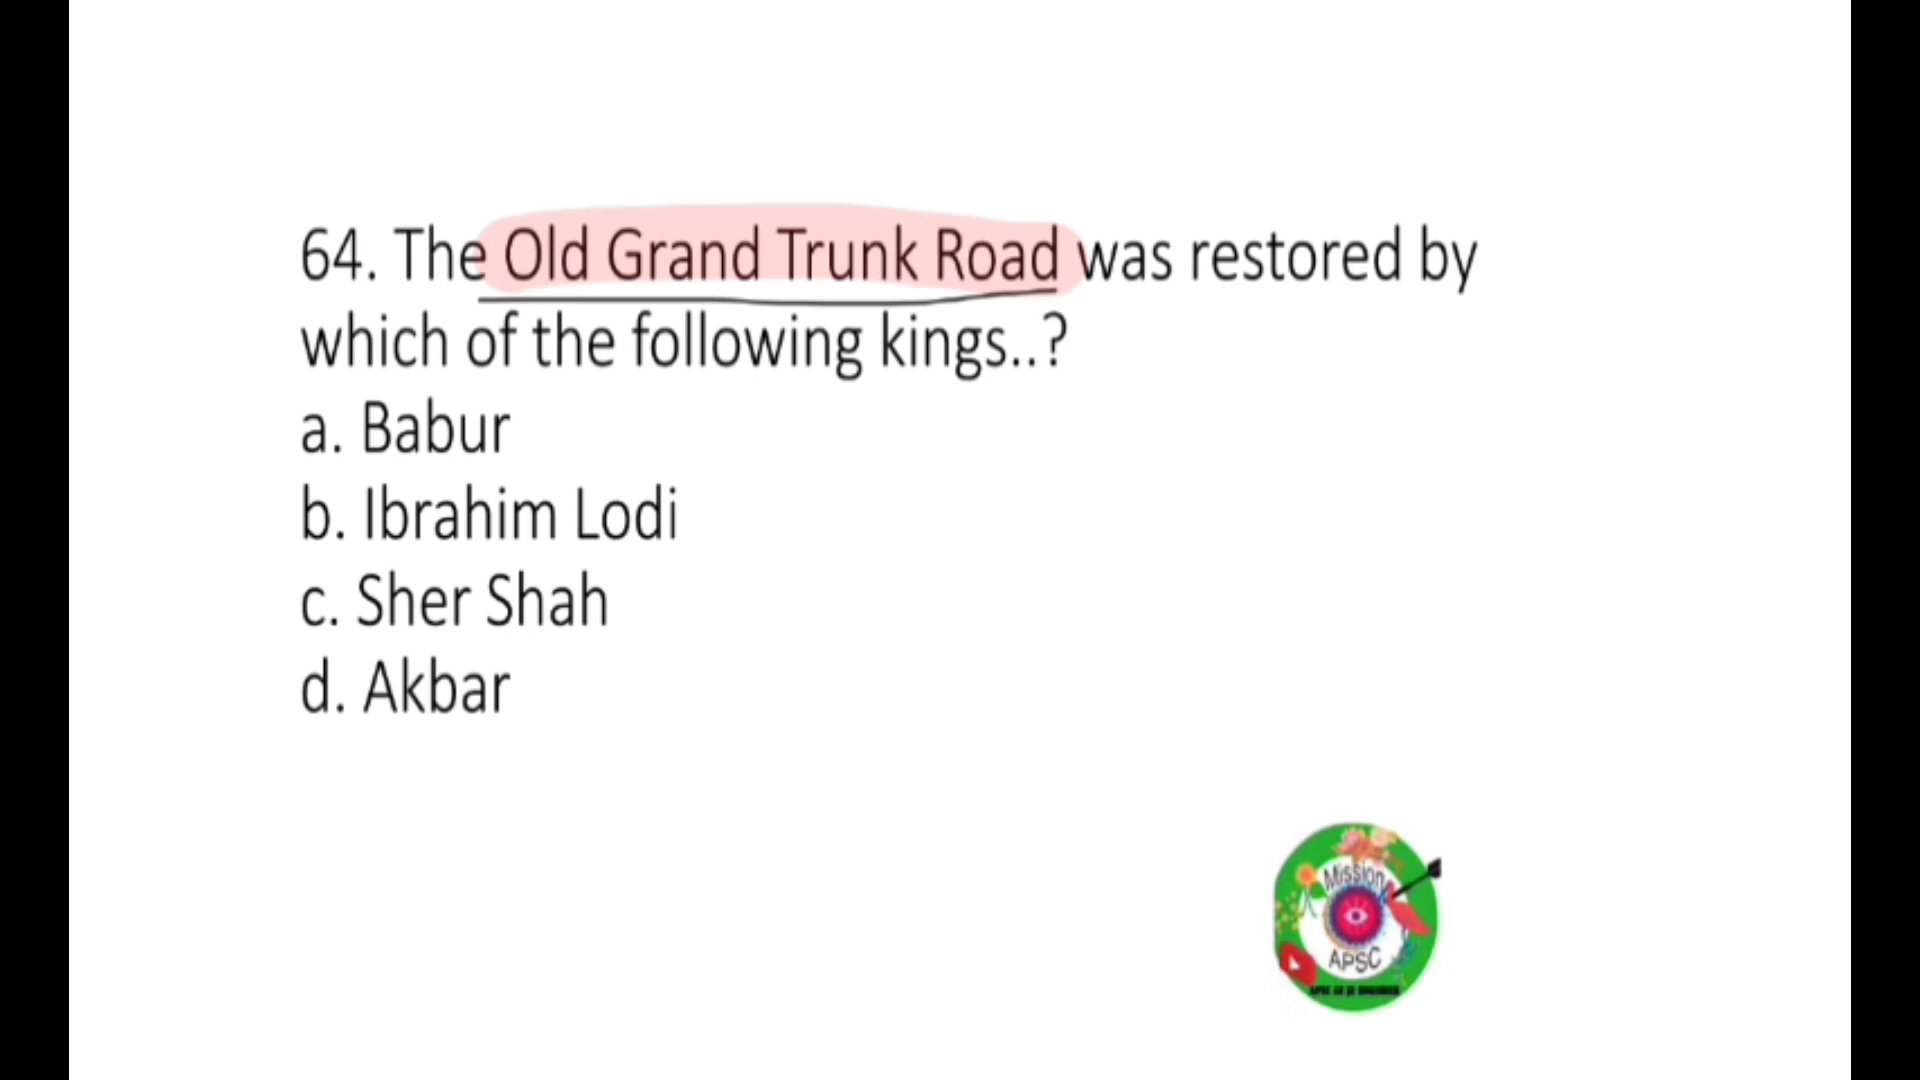 64. The Old Grand Trunk Road was restored by
which of the following kings..?
a. Babur
b. Ibrahim Lodi
c. Sher Shah
d. Akbar
Mission
APSC